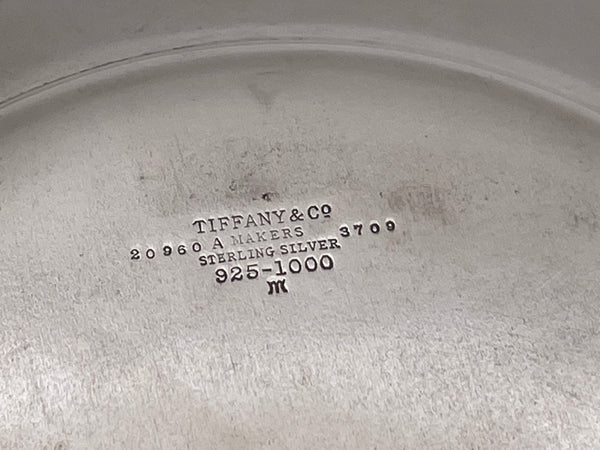 TIFFANY & Cº
20960 A MAKERS 3709
STERLING SILVER
925-1000
m